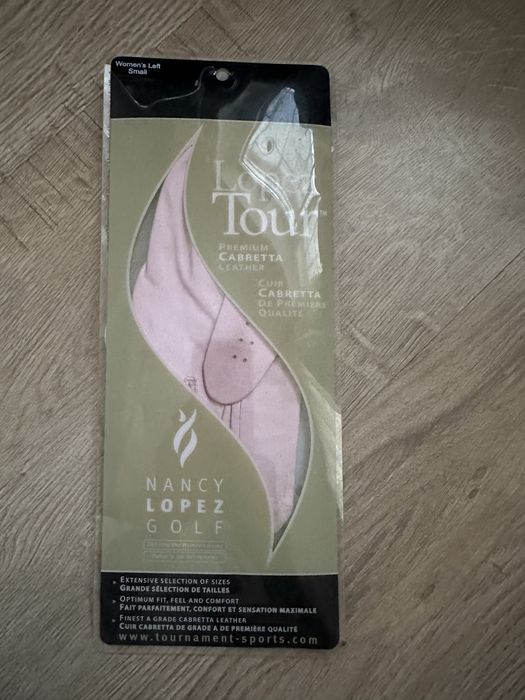 Women's Left
Small
Lopez
Tour™
PREMIUM
CABRETTA
LEATHER
CUIR
CABRETTA
DE PREMIÈRE
QUALITÉ
NANCY
LOPEZ
GOLF
EXTENSIVE SELECTION OF SIZES
GRANDE SÉLECTION DE TAILLES
OPTIMUM FIT, FEEL AND COMFORT
FAIT PARFAITEMENT, CONFORT ET SENSATION MAXIMALE
FINEST A GRADE CABRETTA LEATHER
CUIR CABRETTA DE GRADE A DE PREMIÈRE QUALITÉ
www.tournament-sports.com